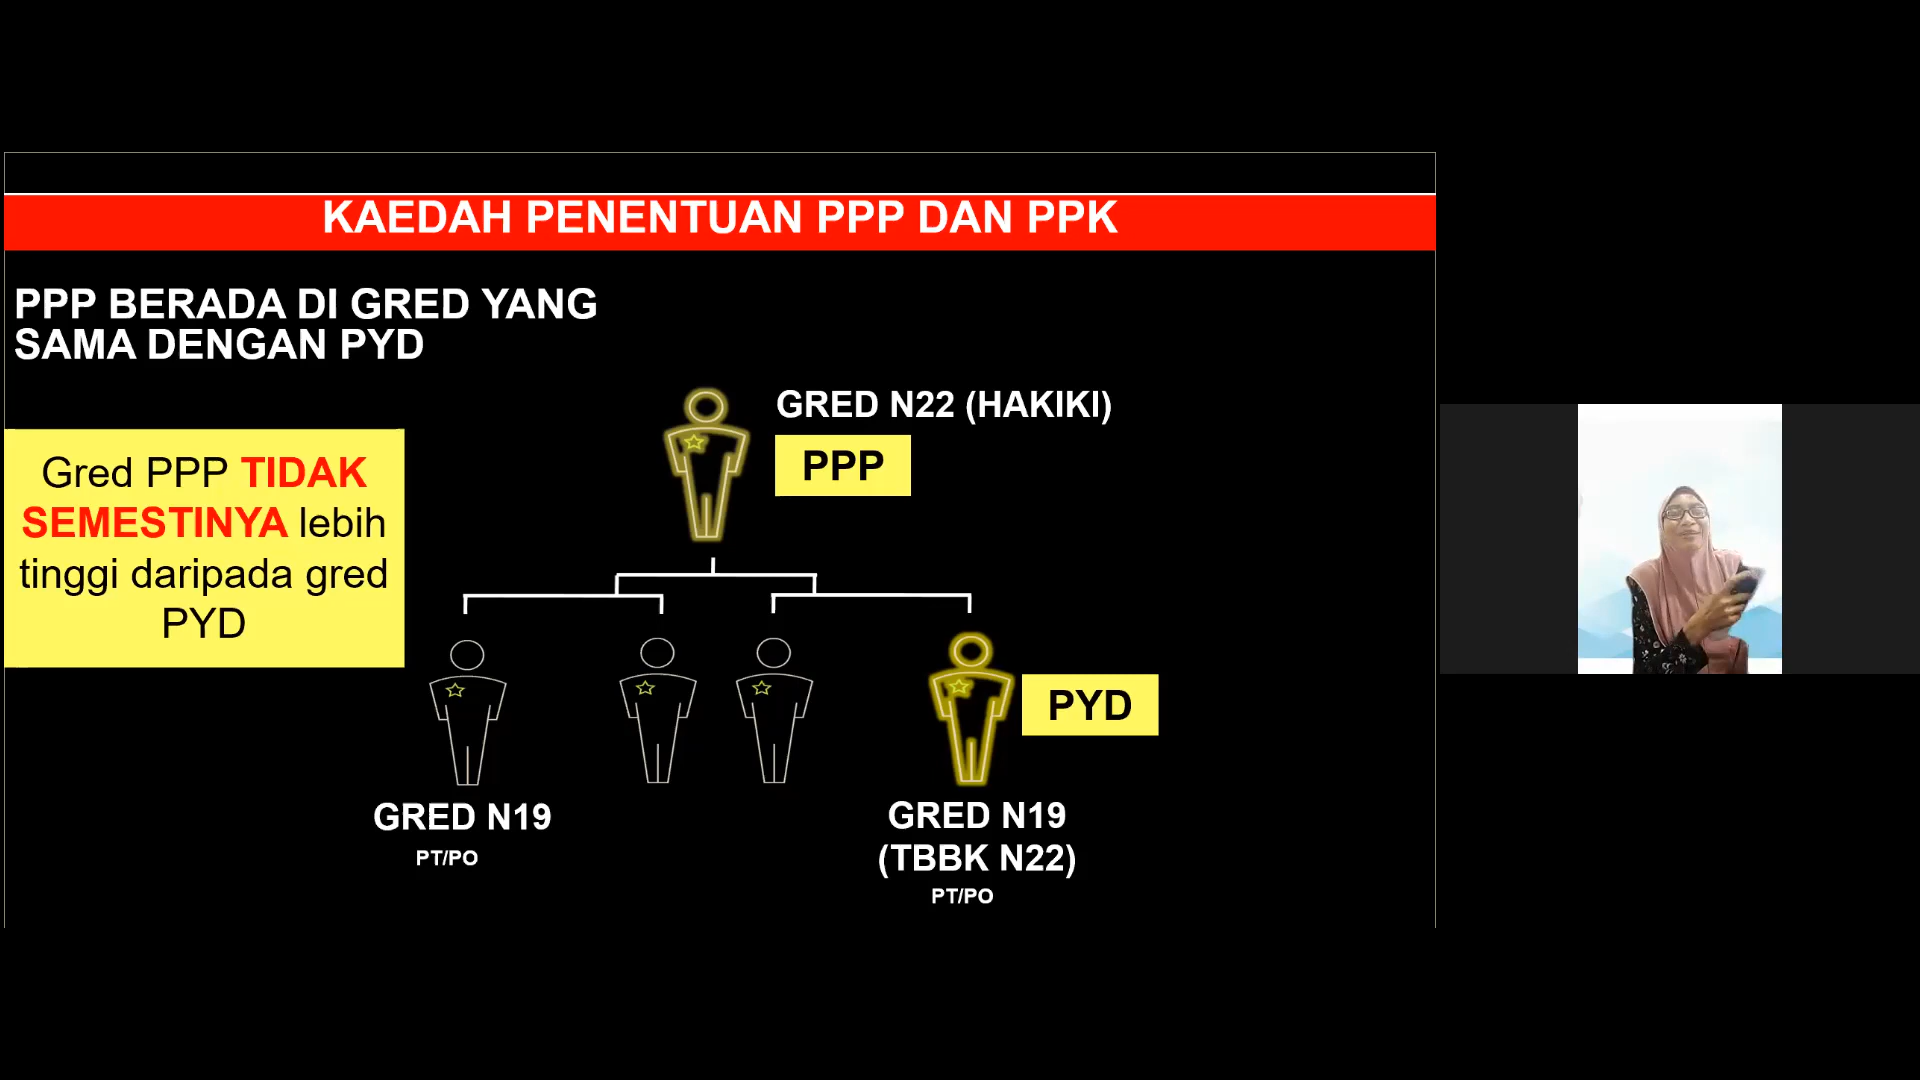 KAEDAH PENENTUAN PPP DAN PPK
PPP BERADA DI GRED YANG
SAMA DENGAN PYD
GRED N22 (HAKIKI)
PPP
Gred PPP TIDAK
SEMESTINYA lebih
tinggi daripada gred
PYD
PYD
GRED N19
PT/PO
GRED N19
(TBBK N22)
PT/PO